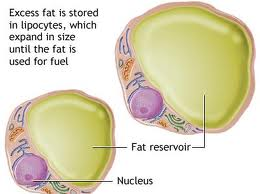 Excess fat is stored
in lipocytes, which
expand in size
until the fat is
used for fuel
Fat reservoir
Nucleus